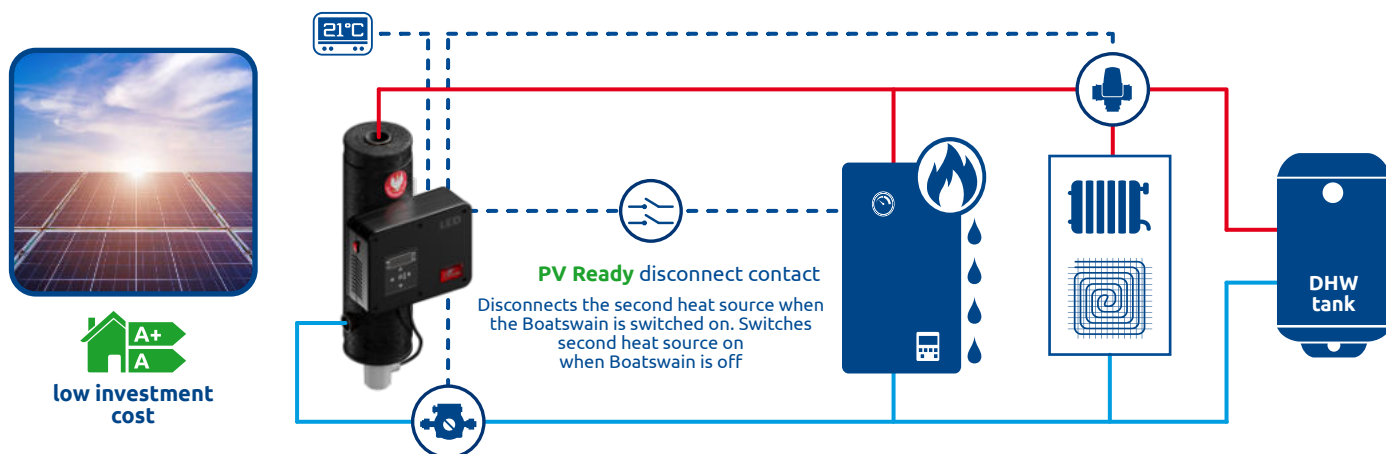 21°C
LED
PV Ready disconnect contact
Disconnects the second heat source when
the Boatswain is switched on. Switches
second heat source on
when Boatswain is off
A+
A
low investment
cost
DHW
tank